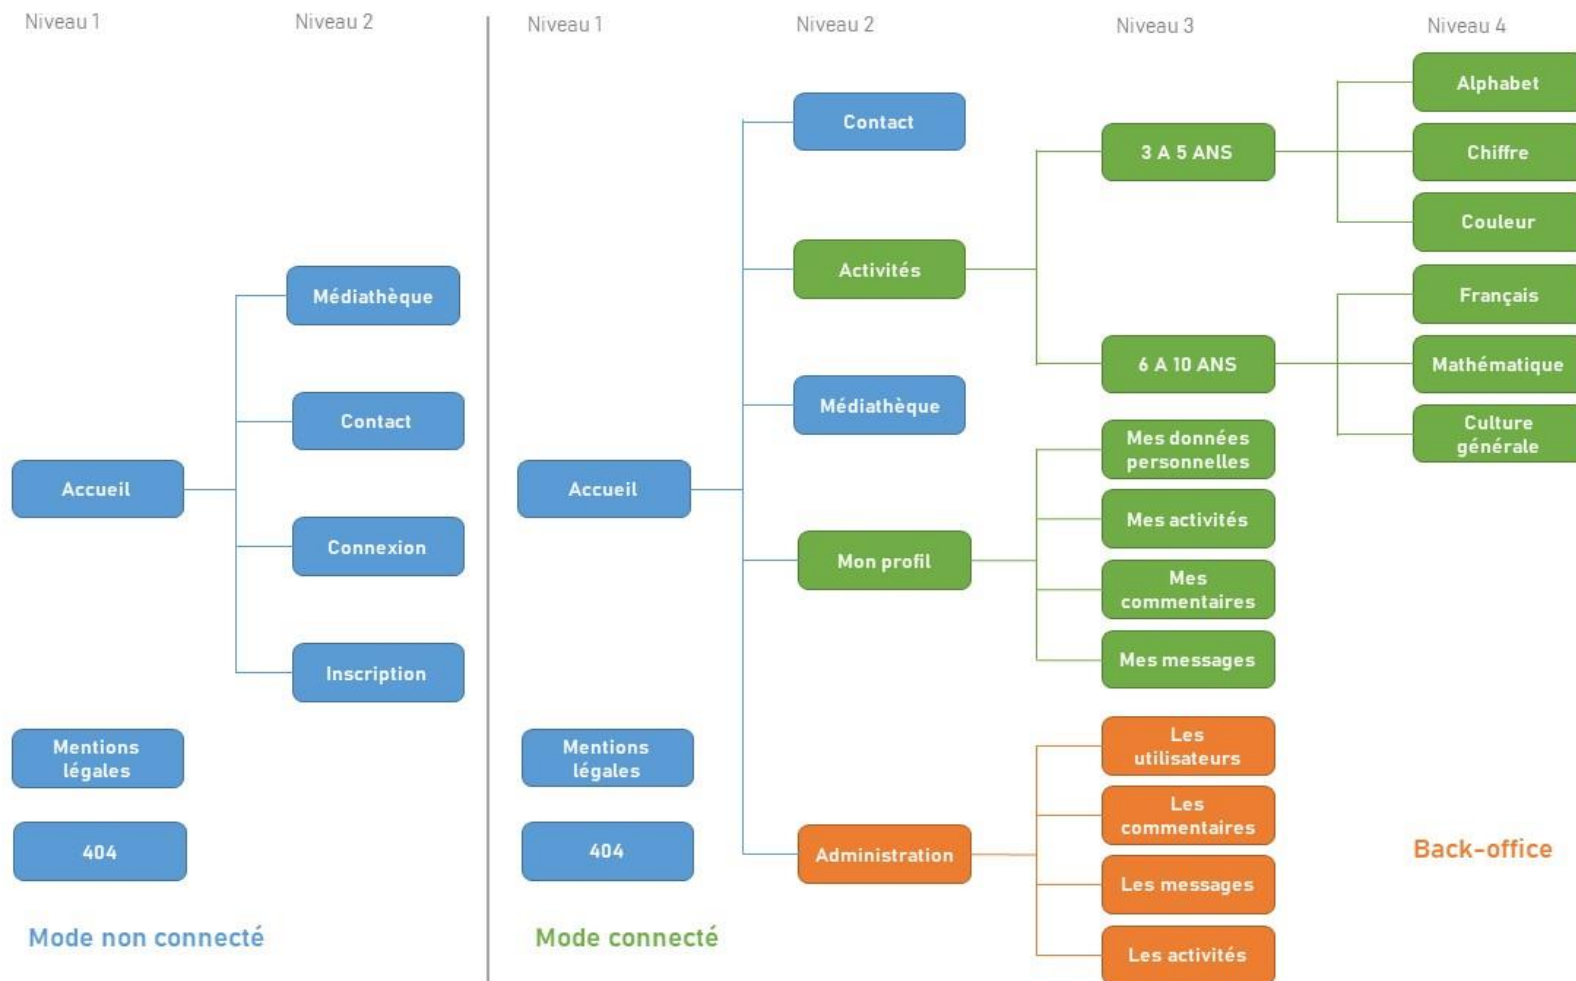 Niveau 1
Niveau 2
Médiathèque
Contact
Accueil
Connexion
Inscription
Mentions
légales
404
Mode non connecté
Niveau 1
Niveau 2
Niveau 3
Niveau 4
Contact
Activités
Médiathèque
Accueil
Mon profil
Mentions
légales
404
Administration
Mode connecté
3 A 5 ANS
Alphabet
Chiffre
Couleur
6 A 10 ANS
Français
Mathématique
Culture
générale
Mes données
personnelles
Mes activités
Mes
commentaires
Mes messages
Les
utilisateurs
Les
commentaires
Les messages
Les activités
Back-office